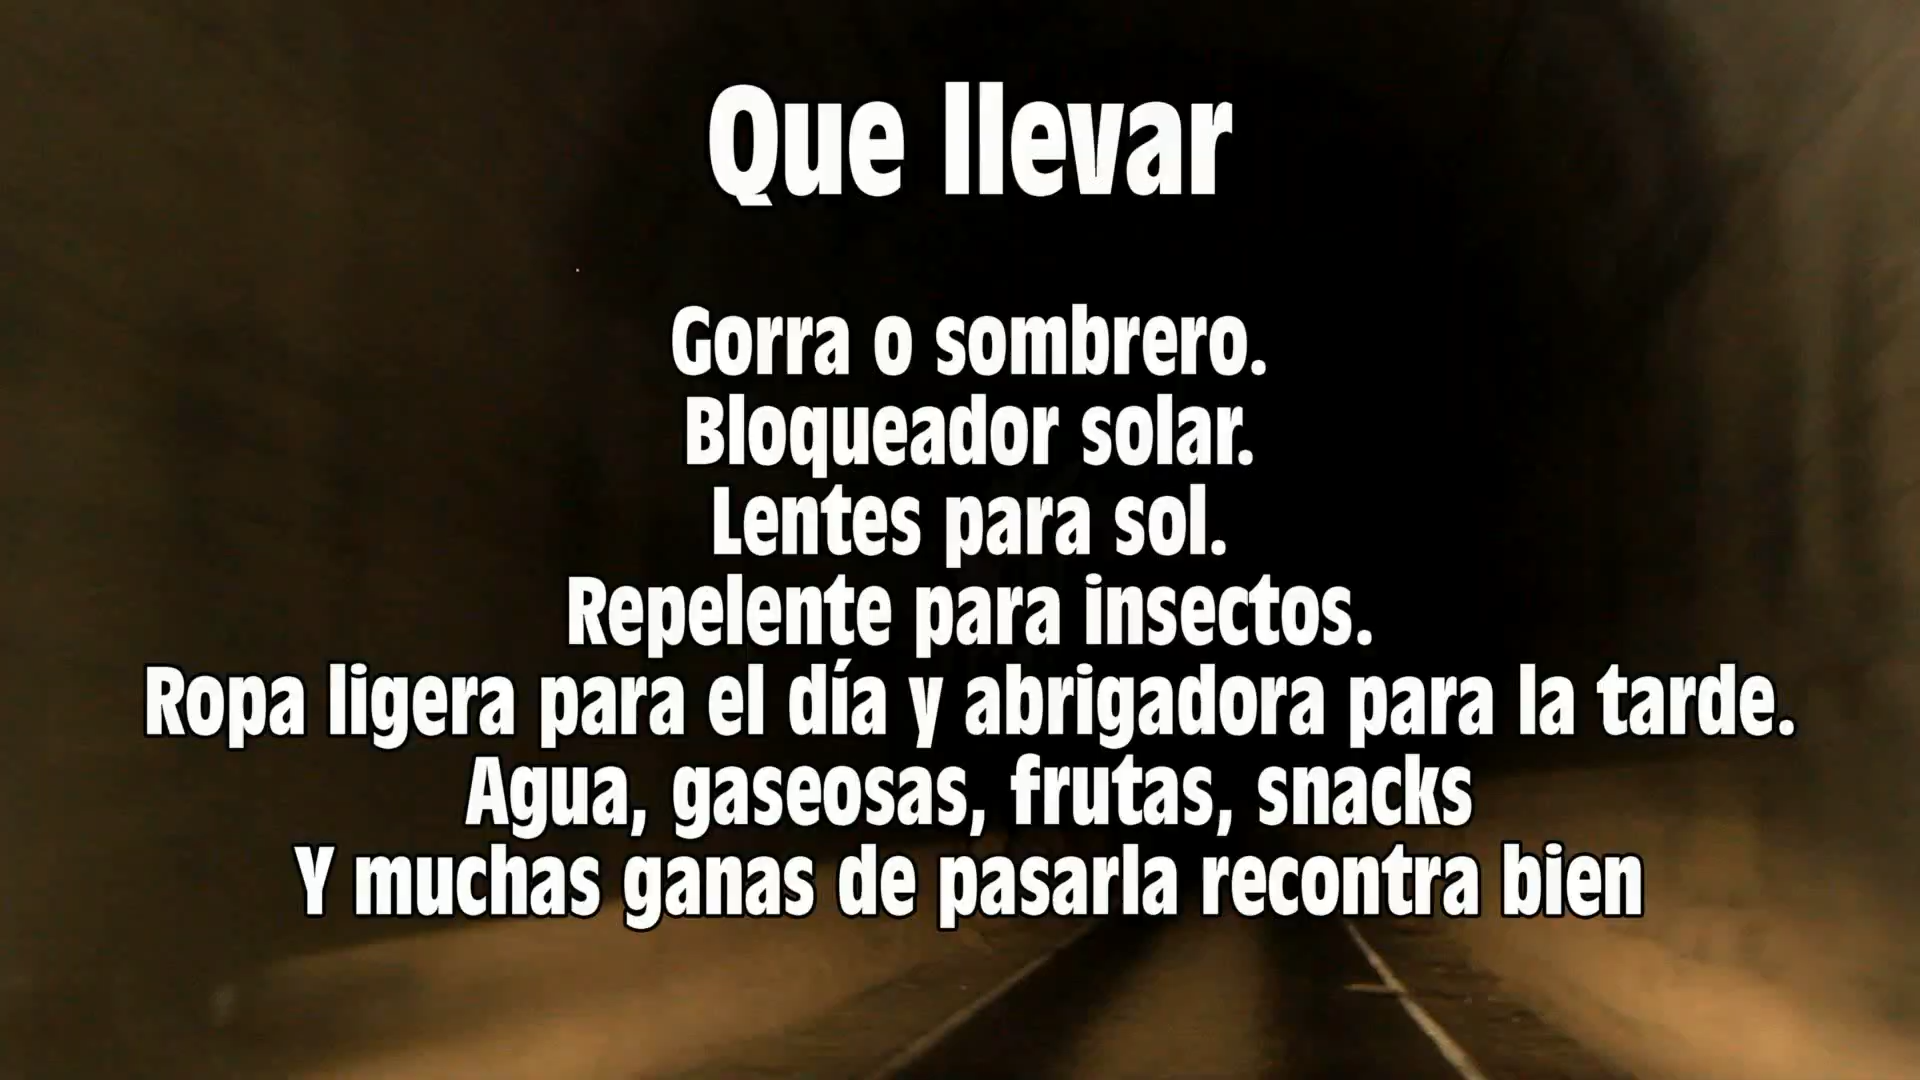 Que llevar
Gorra o sombrero.
Bloqueador solar.
Lentes para sol.
Repelente para insectos.
Ropa ligera para el día y abrigadora para la tarde.
Agua, gaseosas, frutas, snacks
Y muchas ganas de pasarla recontra bien